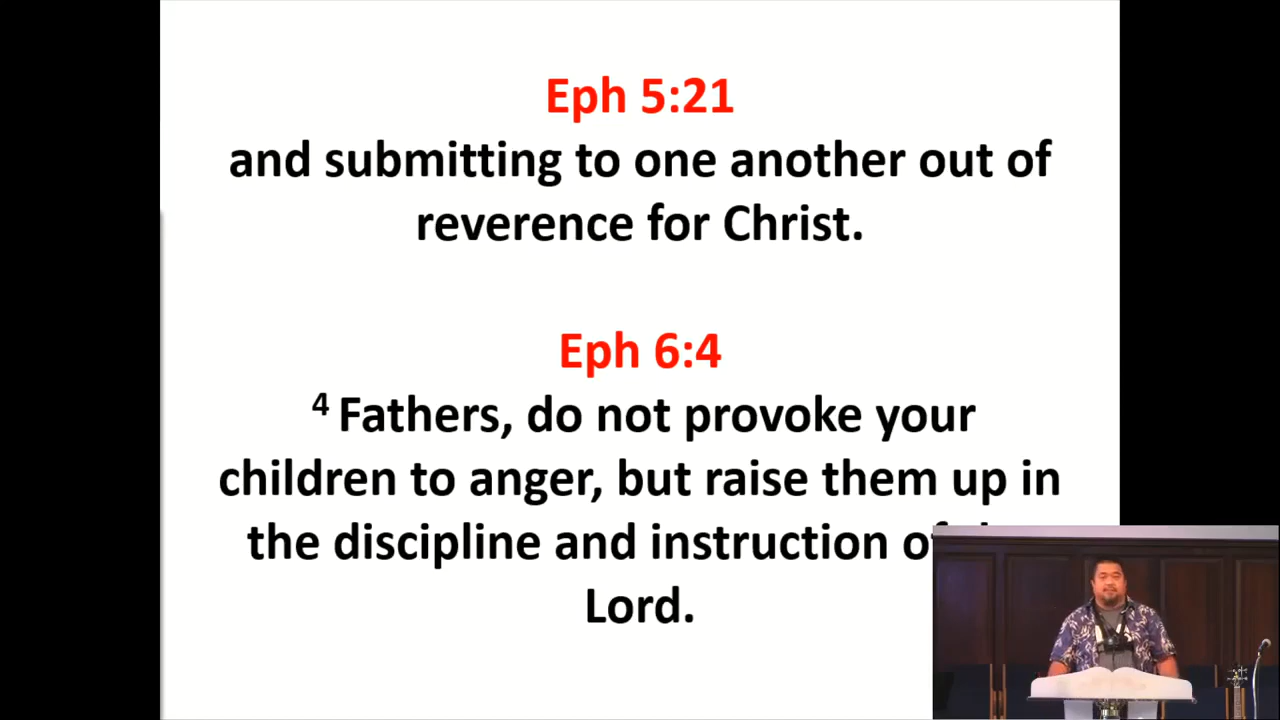 Eph 5:21
and submitting to one another out of
reverence for Christ.
Eph 6:4
4 Fathers, do not provoke your
children to anger, but raise them up in
the discipline and instruction
Lord.